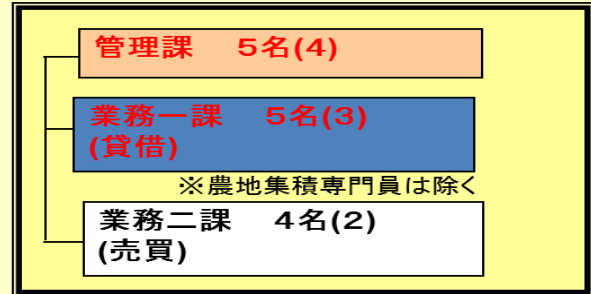 管理課　5名(4)
業務一課　5名(3)
(貸借)
※農地集積専門員は除く
業務二課　4名(2)
(売買)